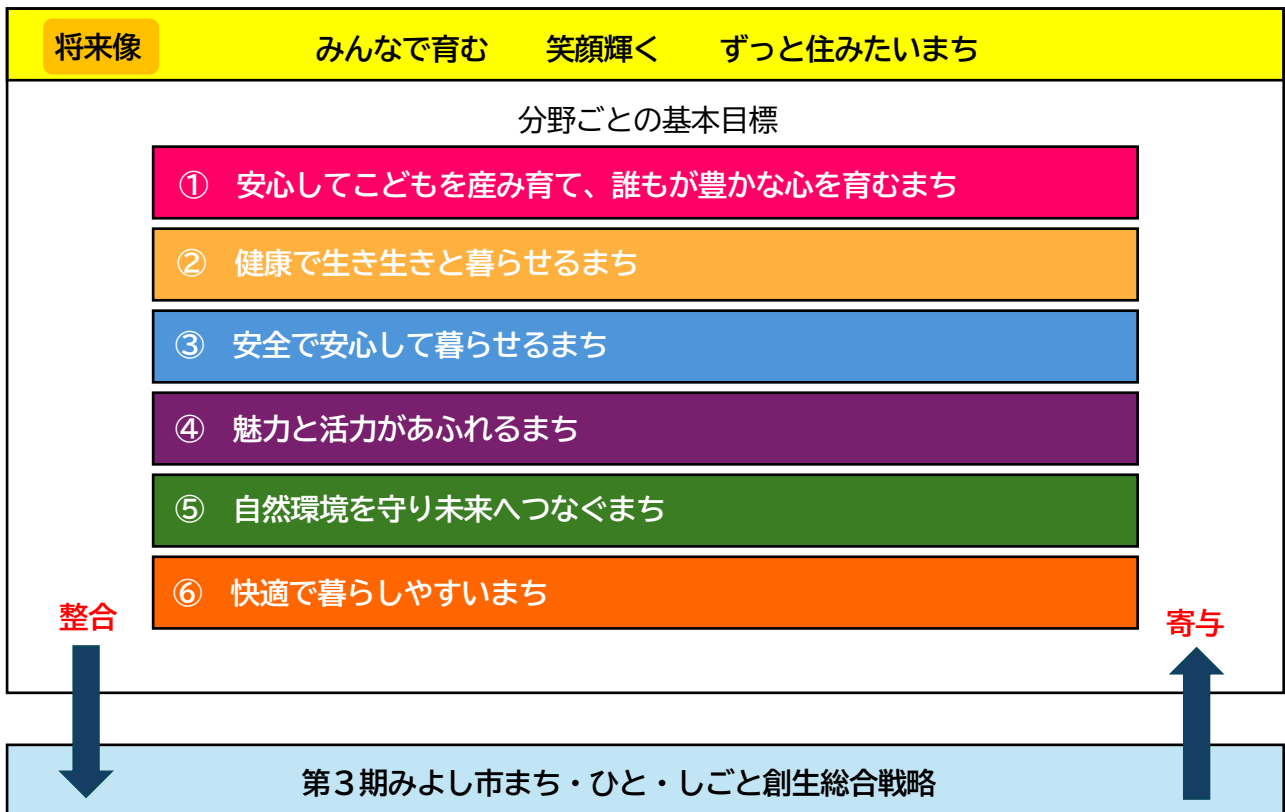 将来像 みんなで育む 笑顔輝く ずっと住みたいまち
分野ごとの基本目標
① 安心してこどもを産み育て、誰もが豊かな心を育むまち
② 健康で生き生きと暮らせるまち
③ 安全で安心して暮らせるまち
④ 魅力と活力があふれるまち
⑤ 自然環境を守り未来へつなぐまち
⑥ 快適で暮らしやすいまち
整合
寄与
第３期みよし市まち・ひと・しごと創生総合戦略